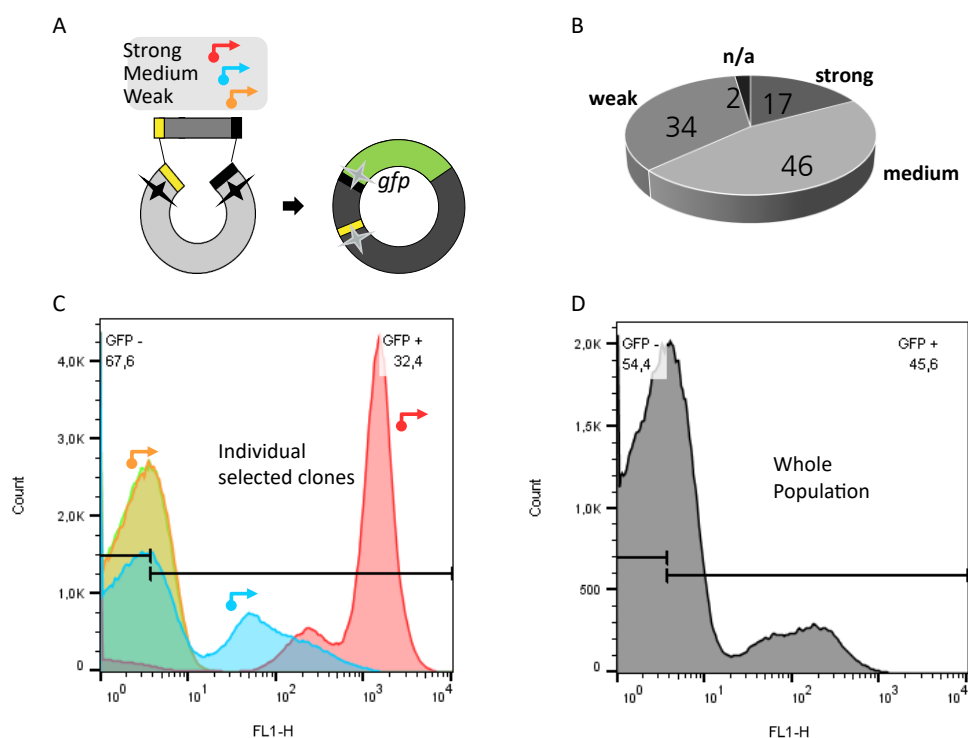 A
Strong
Medium
Weak
gfp
B
n/a
strong
weak
2
17
34
46
medium
C
GFP -
67,6
GFP +
32,4
4,0K
3,0K
2,0K
1,0K
0
Count
Individual
selected clones
10^0
10^1
10^2
10^3
10^4
FL1-H
D
GFP -
54,4
GFP +
45,6
2,0K
1,5K
1,0K
500
0
Count
Whole
Population
10^0
10^1
10^2
10^3
10^4
FL1-H